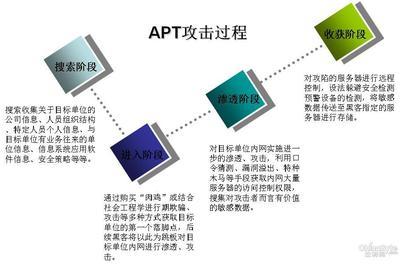 APT攻击过程
搜索阶段
搜索收集关于目标单位的
公司信息、人员组织结构
、特定人员个人信息、与
目标单位有业务往来的单
位信息、信息系统应用软
件信息、安全策略等等。
进入阶段
通过购买“肉鸡”或结合
社会工程学进行期欺骗、
攻击等多种方式获取目标
单位的第一个落脚点，后
续黑客将以此为跳板对目
标单位内网进行渗透、攻
击。
渗透阶段
对目标单位内网实施进一
步的渗透、攻击，利用口
令猜测、漏洞溢出、特种
木马等手段获取内网大量
服务器的访问控制权限，
搜集对攻击者而言有价值
的敏感数据。
收获阶段
对攻陷的服务器进行远程
控制，设法躲避安全检测
预警设备的检测，将敏感
数据传送至黑客指定的服
务器进行存储。